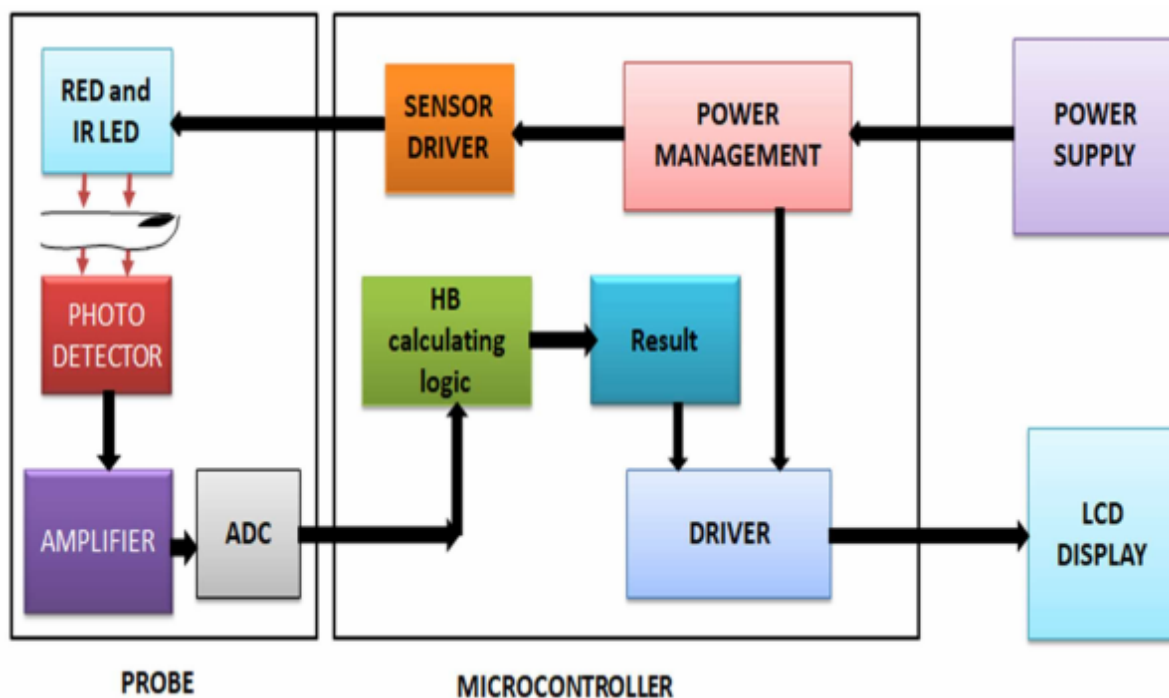 RED and
IR LED
SENSOR
DRIVER
POWER
MANAGEMENT
POWER
SUPPLY
PHOTO
DETECTOR
HB
calculating
logic
Result
AMPLIFIER
ADC
DRIVER
LCD
DISPLAY
PROBE
MICROCONTROLLER